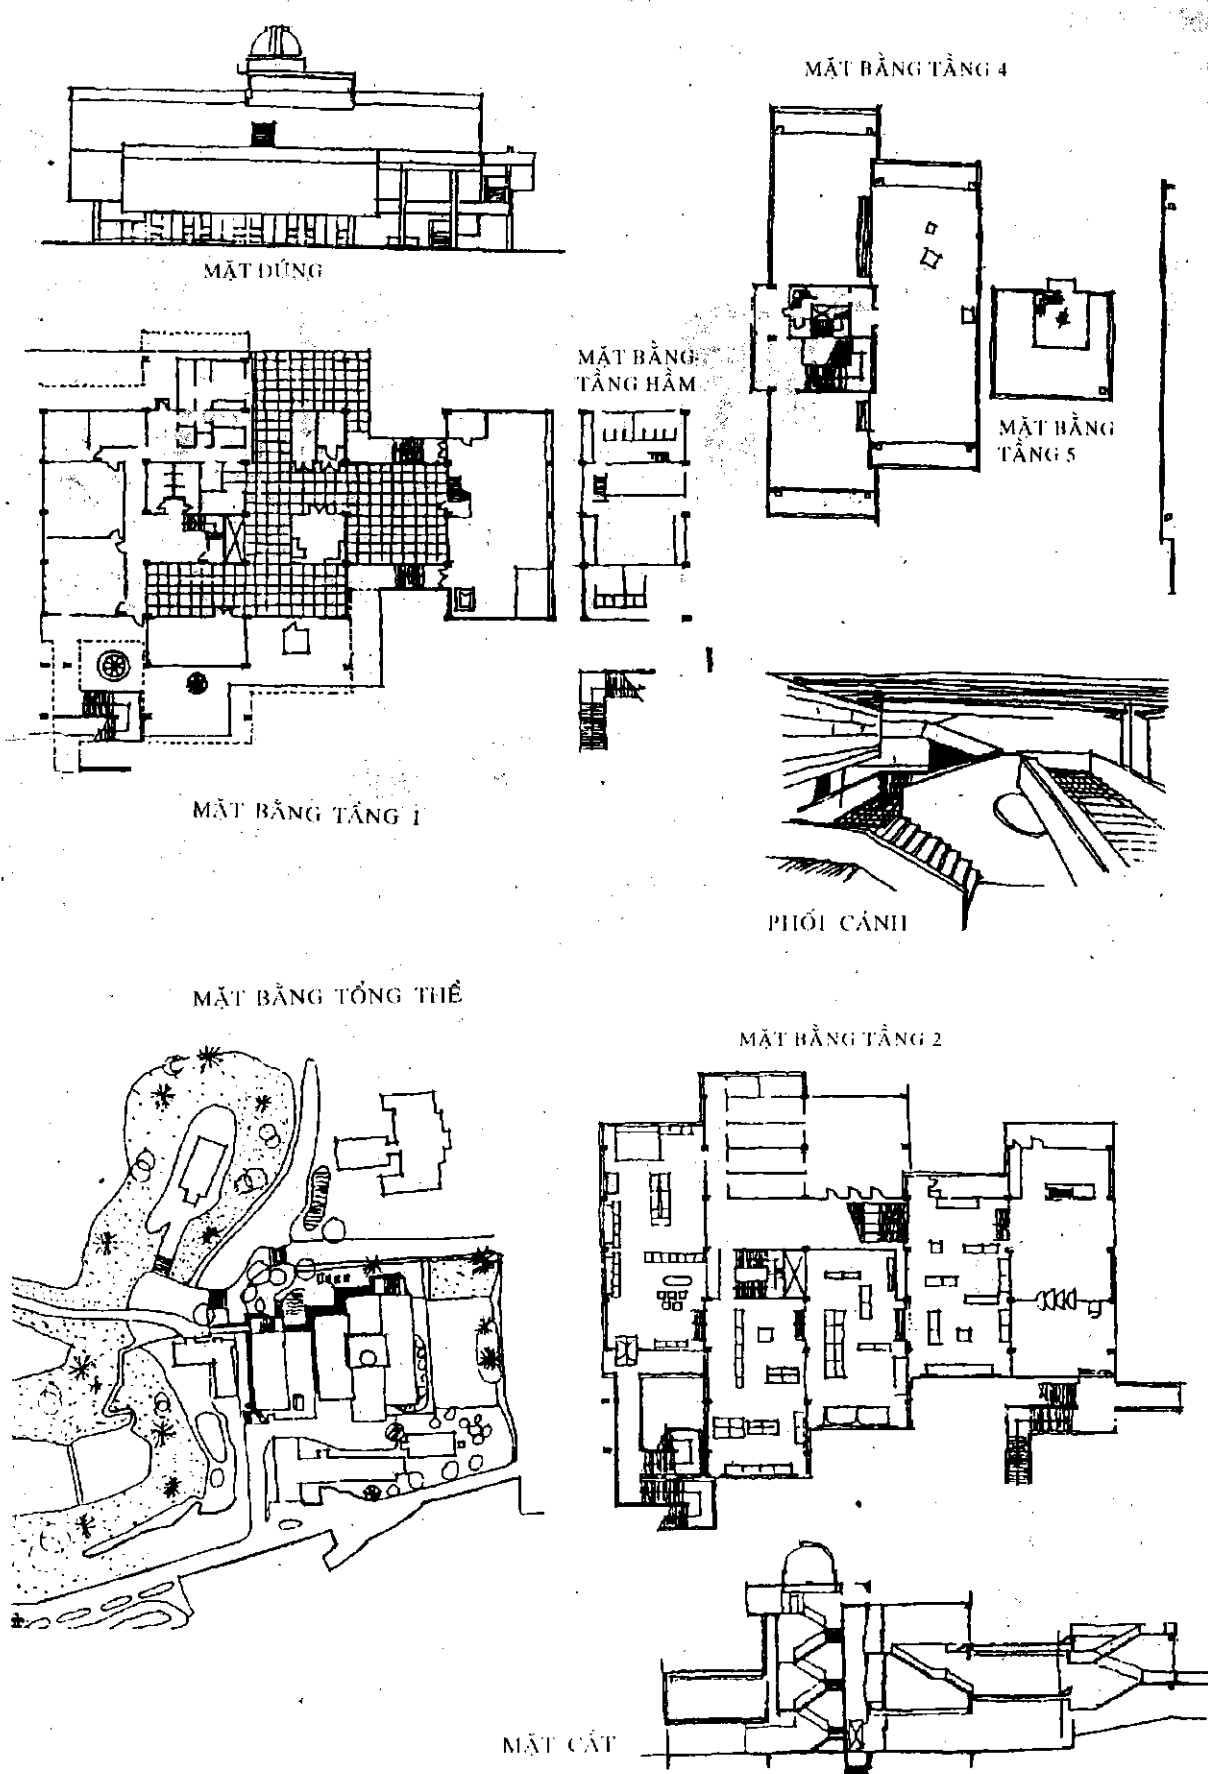 MẶT BẰNG TẦNG 4
MẶT ĐỨNG
MẶT BẰNG
TẦNG HẦM
MẶT BẰNG
TẦNG 5
MẶT BẰNG TẦNG 1
PHỐI CẢNH
MẶT BẰNG TỔNG THỂ
MẶT BẰNG TẦNG 2
MẶT CẮT